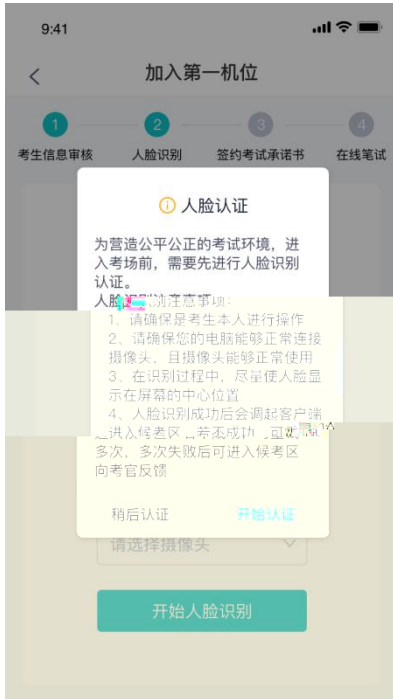 9:41
加入第一机位
1 2 3 4
考生信息审核 人脸识别 签约考试承诺书 在线笔试
人脸认证
为营造公平公正的考试环境，进
入考场前，需要先进行人脸识别
认证。
人脸识别注意事项：
1、请确保是考生本人进行操作
2、请确保您的电脑能够正常连接
摄像头，且摄像头能够正常使用
3、在识别过程中，尽量使人脸显
示在屏幕的中心位置
4、人脸识别成功后会调起客户端
进入候考区，若不成功，可
多次，多次失败后可进入候考区
向考官反馈
稍后认证 开始认证
请选择摄像头
开始人脸识别